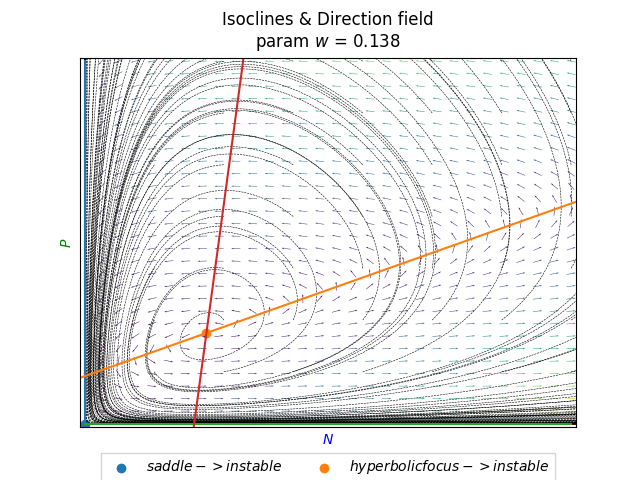 Isoclines & Direction field
param w = 0.138
P
N
saddle − > instable
hyperbolicfocus − > instable